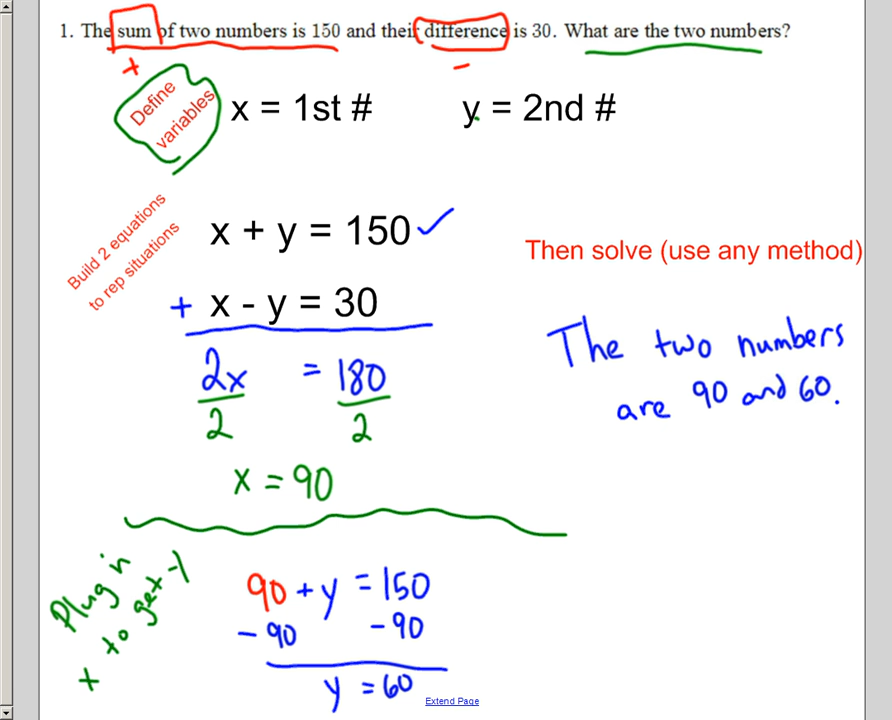 1. The sum of two numbers is 150 and their difference is 30. What are the two numbers?
+ -
Define
variables
x = 1st # y = 2nd #
Build 2 equations
to rep situations
x + y = 150 ✓
+ x - y = 30
Then solve (use any method)
2x = 180
2 2
x = 90
The two numbers
are 90 and 60.
Plug in
x to get y
90 + y = 150
- 90 - 90
y = 60
Extend Page